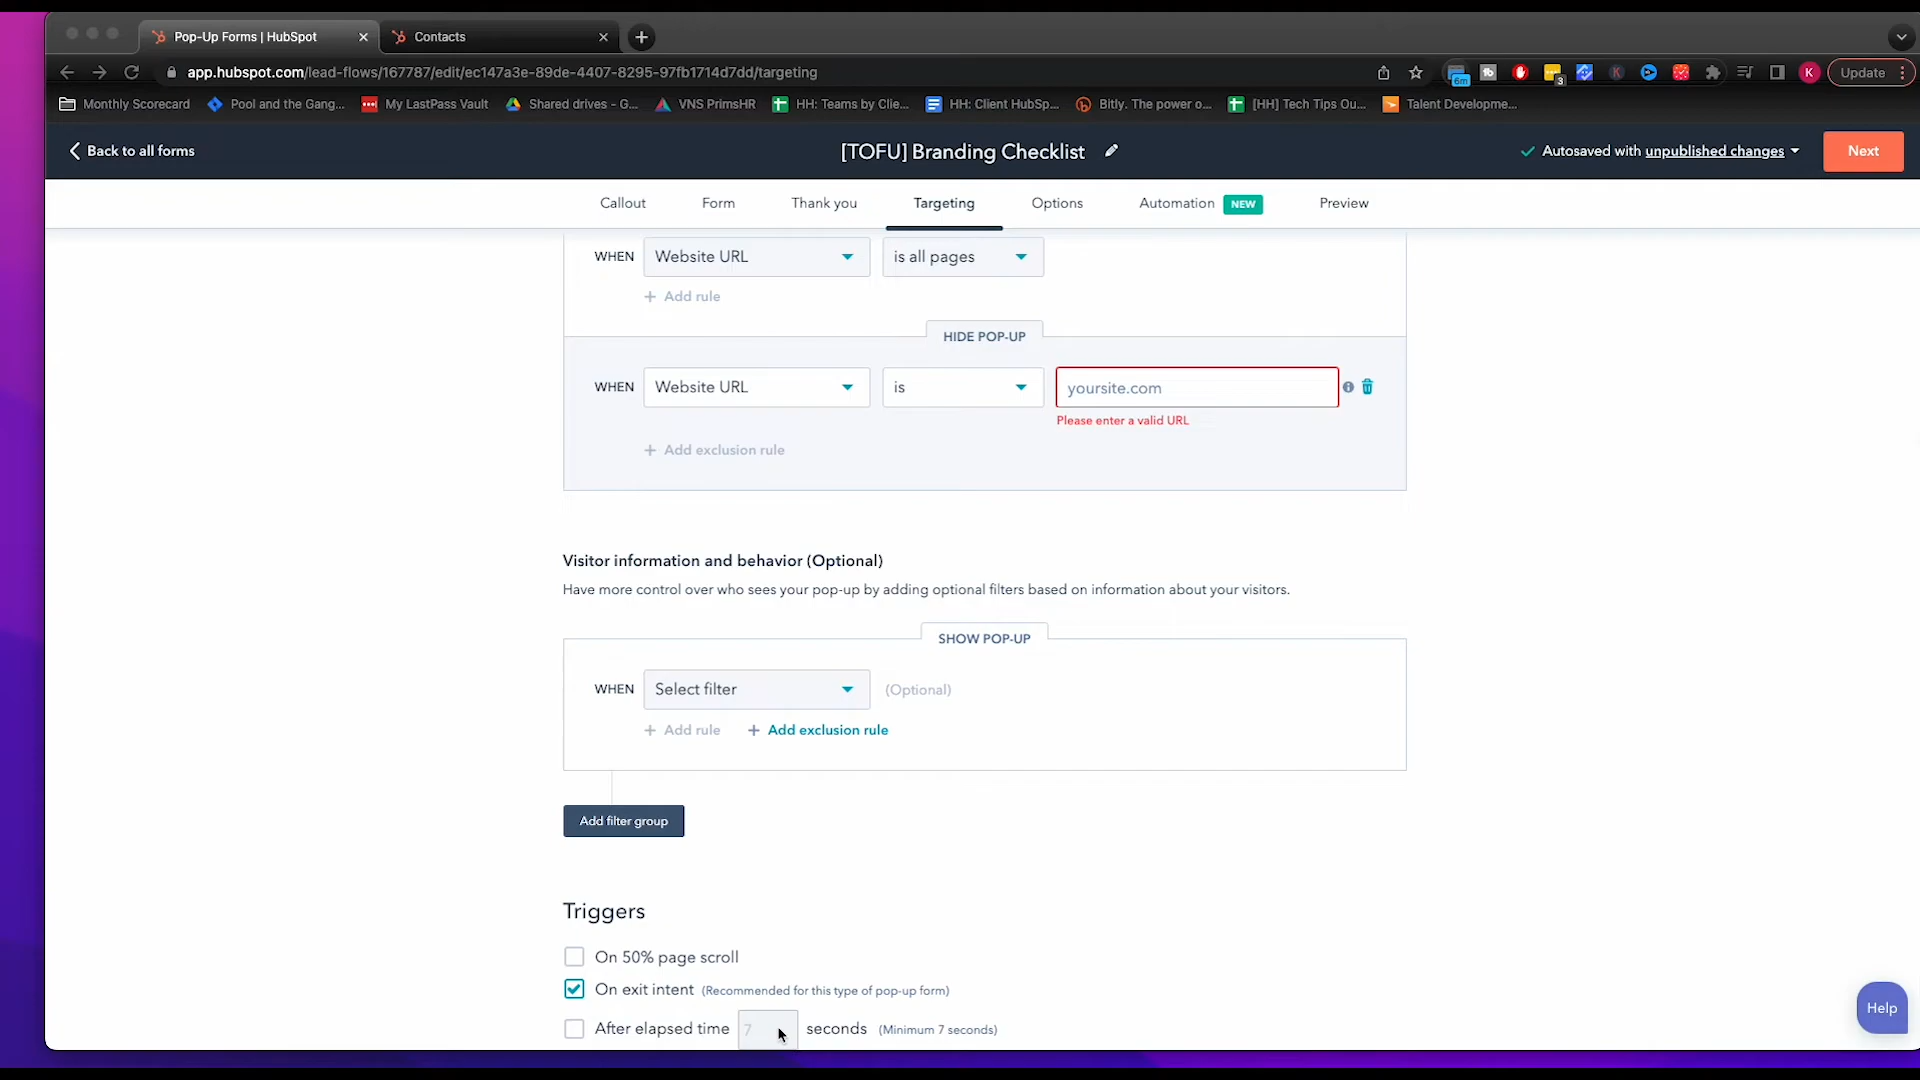 Pop-Up Forms | HubSpot
Contacts
app.hubspot.com/lead-flows/167787/edit/ec147a3e-89de-4407-8295-97fb1714d7dd/targeting
6m
3
K
K
Update
Monthly Scorecard
Pool and the Gang...
My LastPass Vault
Shared drives - G...
VNS PrimsHR
HH: Teams by Clie...
HH: Client HubSp...
Bitly. The power o...
[HH] Tech Tips Ou...
Talent Developme...
Back to all forms
[TOFU] Branding Checklist
Autosaved with unpublished changes
Next
Callout
Form
Thank you
Targeting
Options
Automation NEW
Preview
WHEN Website URL is all pages
+ Add rule
HIDE POP-UP
WHEN Website URL is yoursite.com
Please enter a valid URL
+ Add exclusion rule
Visitor information and behavior (Optional)
Have more control over who sees your pop-up by adding optional filters based on information about your visitors.
SHOW POP-UP
WHEN Select filter (Optional)
+ Add rule + Add exclusion rule
Add filter group
Triggers
On 50% page scroll
On exit intent (Recommended for this type of pop-up form)
After elapsed time 7 seconds (Minimum 7 seconds)
Help